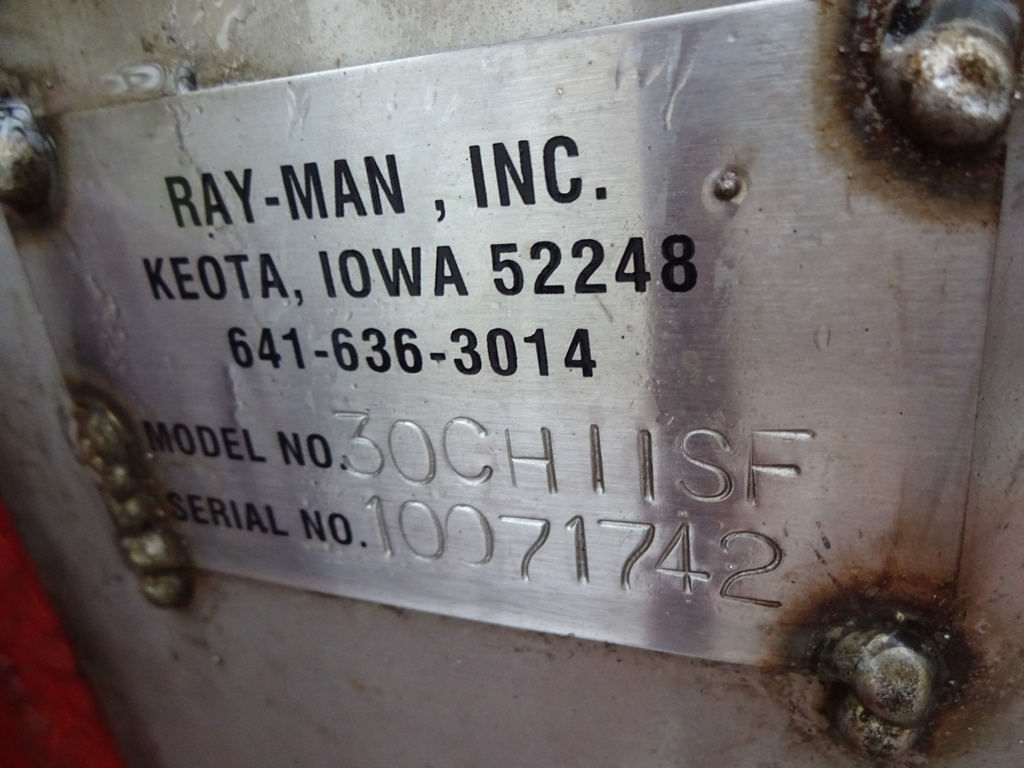 RAY-MAN , INC.
KEOTA, IOWA 52248
641-636-3014
MODEL NO. 30CH11SF
SERIAL NO. 10071742